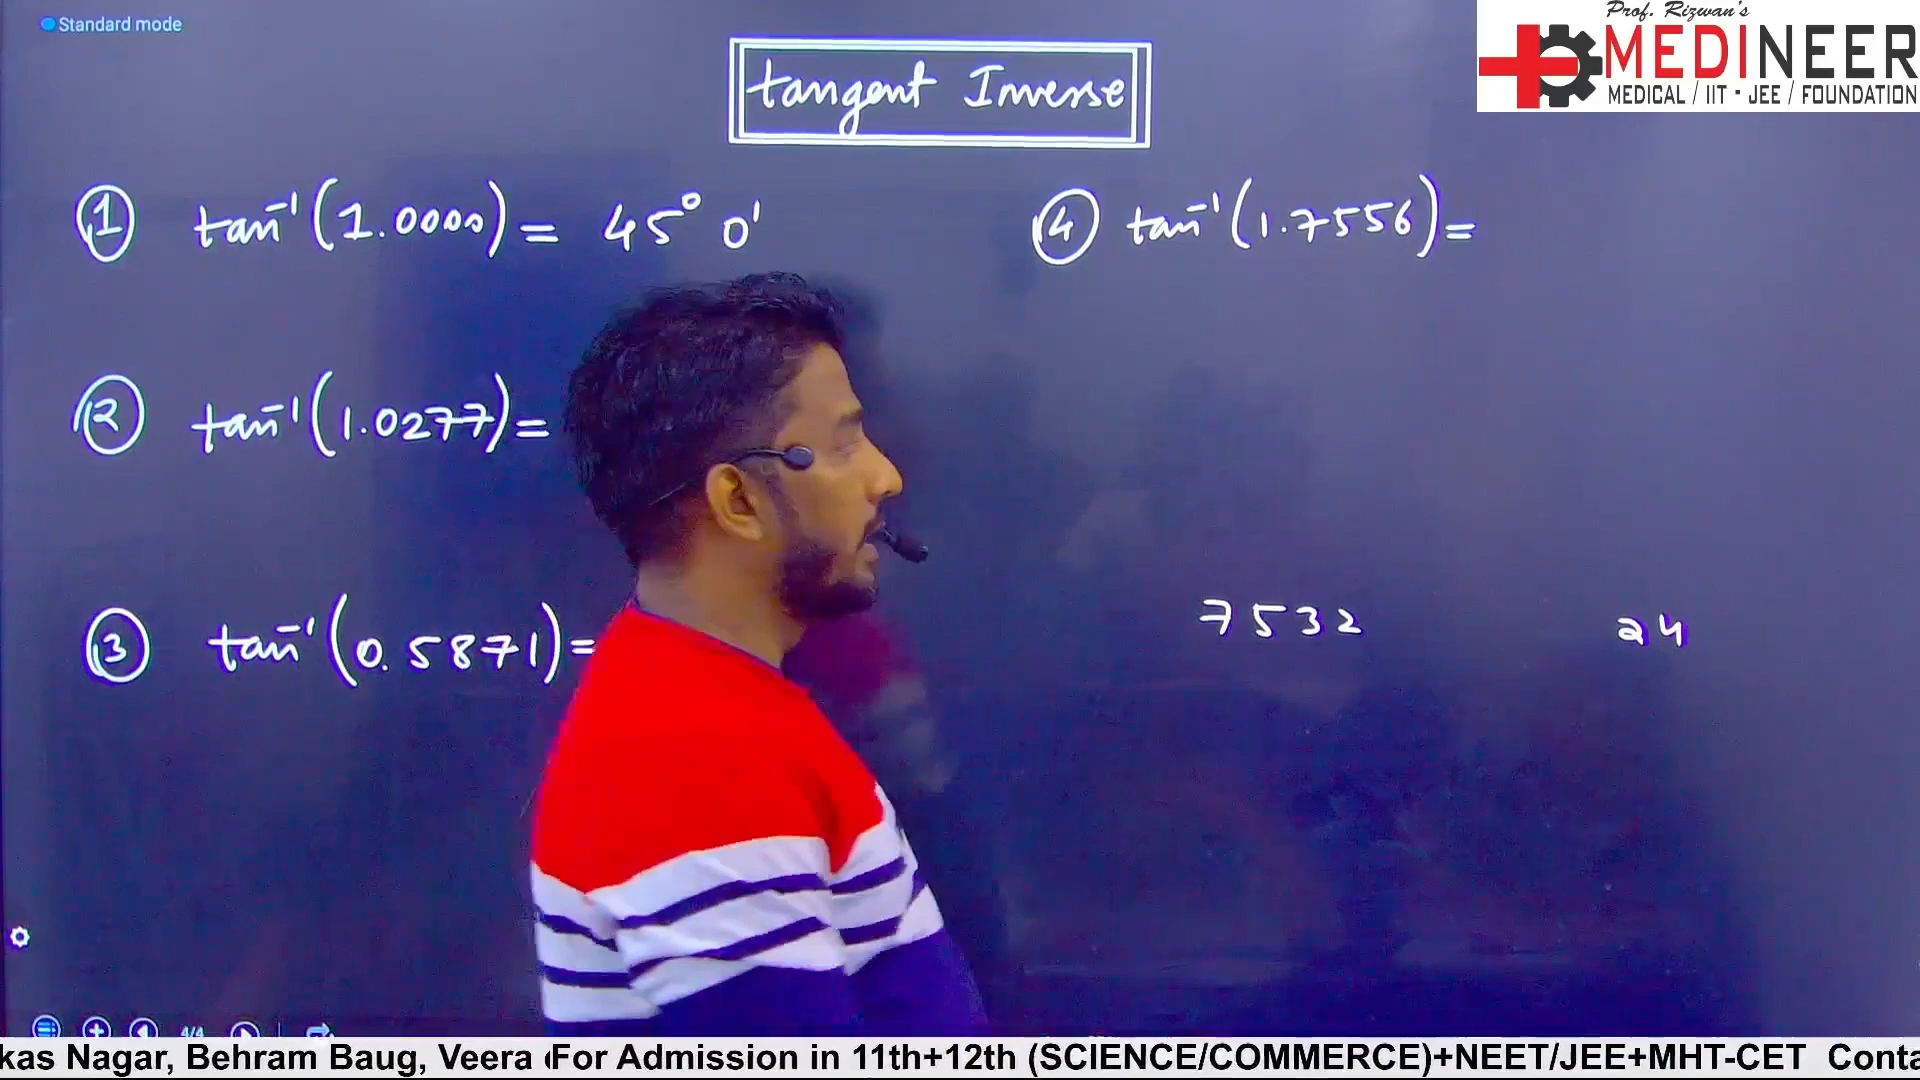 Standard mode
Prof. Rizwan's
MEDINEER
MEDICAL / IIT - JEE / FOUNDATION
tangent Inverse
① tan⁻¹(1.0000) = 45° 0'
④ tan⁻¹(1.7556) =
② tan⁻¹(1.0277) =
③ tan⁻¹(0.5871) =
7532
24
4/4
kas Nagar, Behram Baug, Veera For Admission in 11th+12th (SCIENCE/COMMERCE)+NEET/JEE+MHT-CET